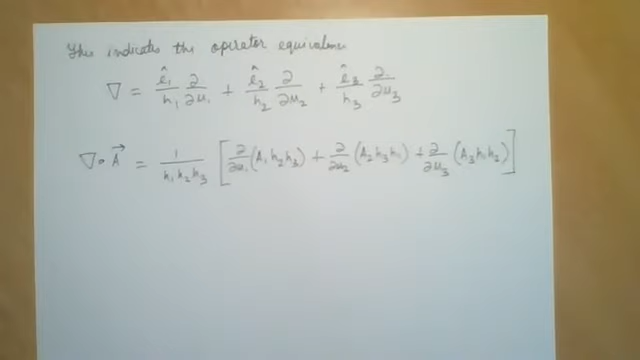 This indicates the operator equivalence
∇ = ê₁/h₁ ∂/∂u₁ + ê₂/h₂ ∂/∂u₂ + ê₃/h₃ ∂/∂u₃
∇·A⃗ = 1/(h₁h₂h₃) [∂/∂u₁ (A₁h₂h₃) + ∂/∂u₂ (A₂h₃h₁) + ∂/∂u₃ (A₃h₁h₂)]